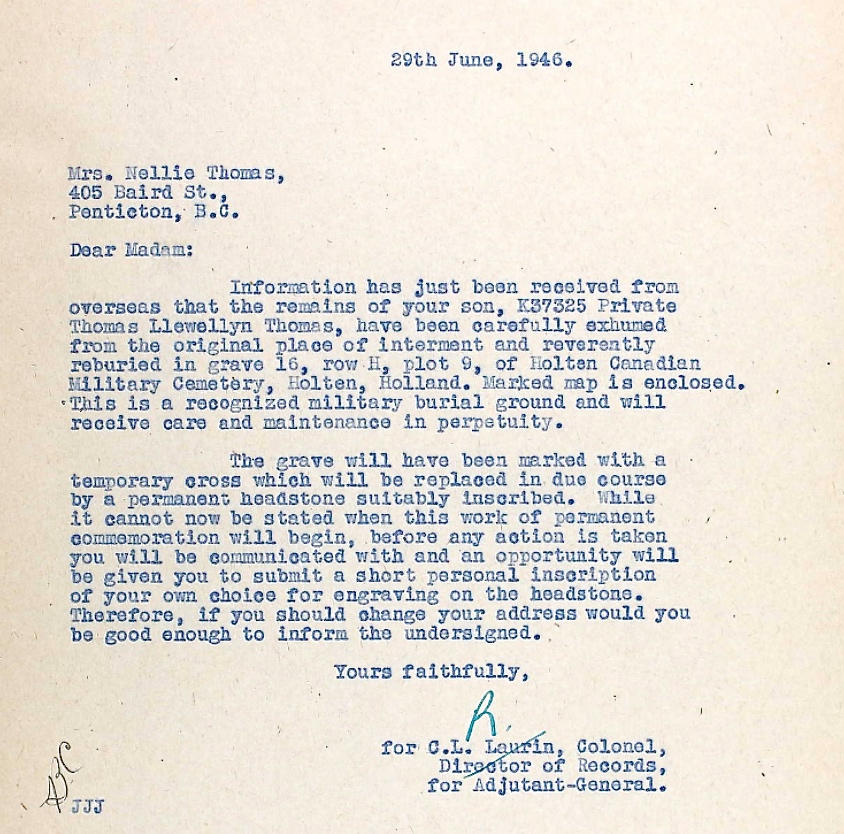 29th June, 1946.
Mrs. Nellie Thomas,
405 Baird St.,
Penticton, B.C.
Dear Madam:
Information has just been received from
overseas that the remains of your son, K37325 Private
Thomas Llewellyn Thomas, have been carefully exhumed
from the original place of interment and reverently
reburied in grave 16, row H, plot 9, of Holten Canadian
Military Cemetery, Holten, Holland. Marked map is enclosed.
This is a recognized military burial ground and will
receive care and maintenance in perpetuity.
The grave will have been marked with a
temporary cross which will be replaced in due course
by a permanent headstone suitably inscribed. While
it cannot now be stated when this work of permanent
commemoration will begin, before any action is taken
you will be communicated with and an opportunity will
be given you to submit a short personal inscription
of your own choice for engraving on the headstone.
Therefore, if you should change your address would you
be good enough to inform the undersigned.
Yours faithfully,
R.
for C.L. Laurin, Colonel,
Director of Records,
for Adjutant-General.
JJJ